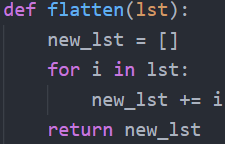 def flatten(lst):
    new_lst = []
    for i in lst:
        new_lst += i
    return new_lst